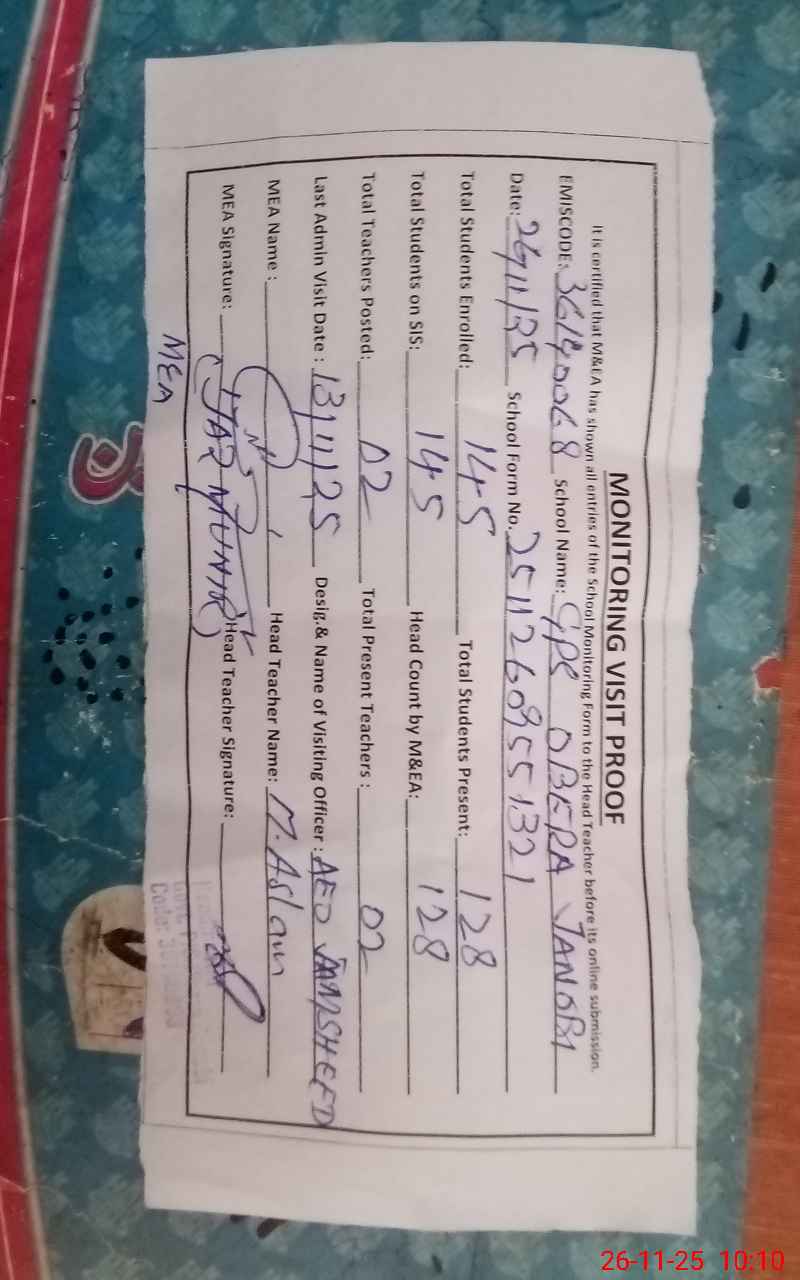 MONITORING VISIT PROOF
It is certified that M&EA has shown all entries of the School Monitoring Form to the Head Teacher before its online submission.
EMISCODE: 36140068 School Name: GPS OBERA JANOBI
Date: 26/11/25 School Form No. 25112609551321
Total Students Enrolled: 145 Total Students Present: 128
Total Students on SIS: 145 Head Count by M&EA: 128
Total Teachers Posted: 02 Total Present Teachers : 02
Last Admin Visit Date : 13/11/25 Desig.& Name of Visiting Officer : AEO JAMSHEED
MEA Name : Head Teacher Name: M. Aslam
MEA Signature: Head Teacher Signature:
MEA
Code:
26-11-25 10:10